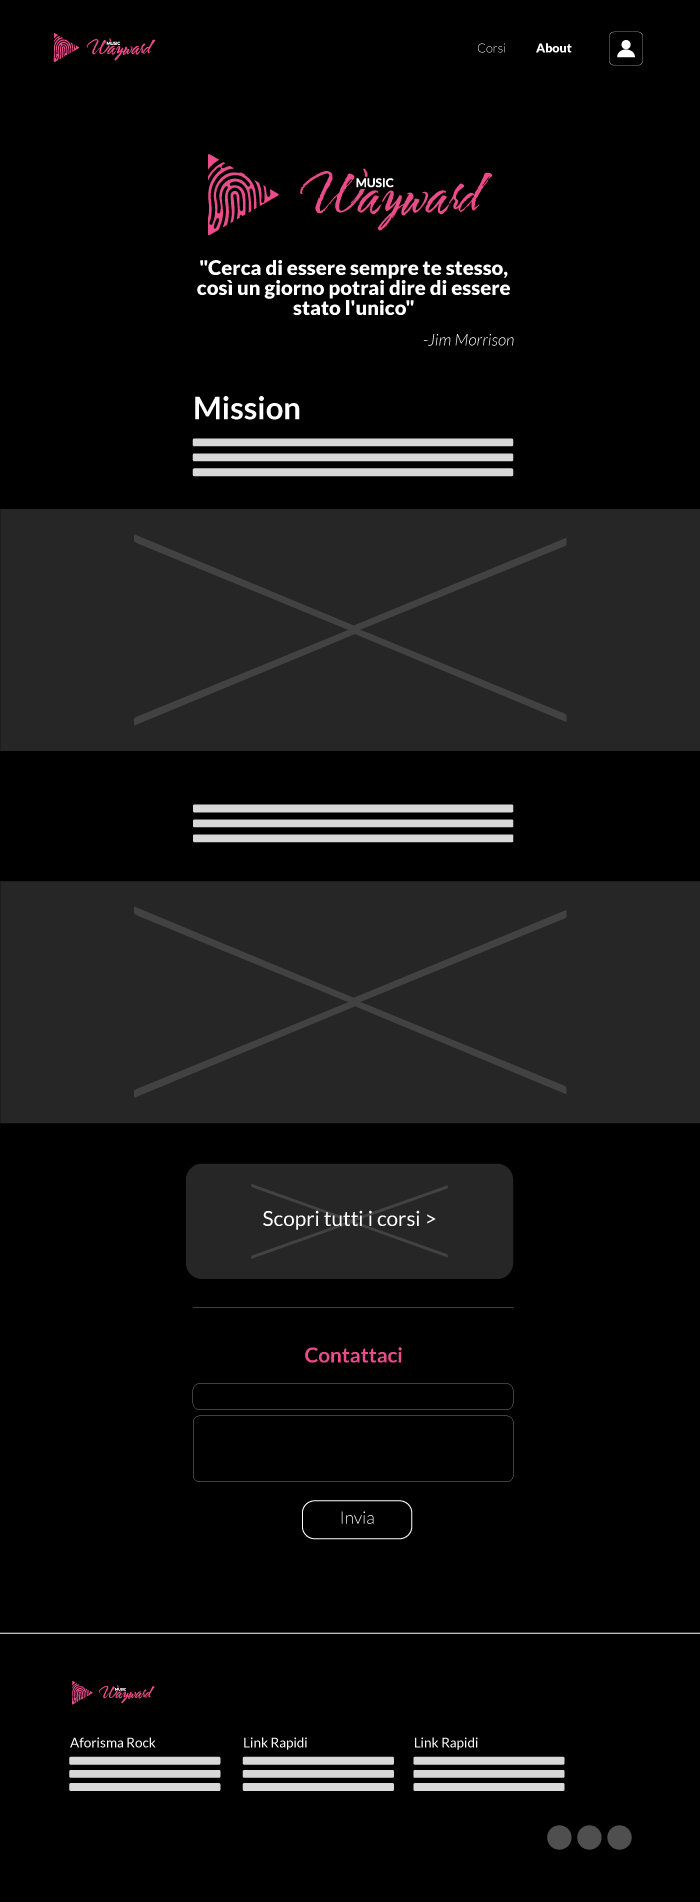 MUSIC
Wayward
Corsi
About
MUSIC
Wayward
"Cerca di essere sempre te stesso,
così un giorno potrai dire di essere
stato l'unico"
-Jim Morrison
Mission
Scopri tutti i corsi >
Contattaci
Invia
MUSIC
Wayward
Aforisma Rock
Link Rapidi
Link Rapidi